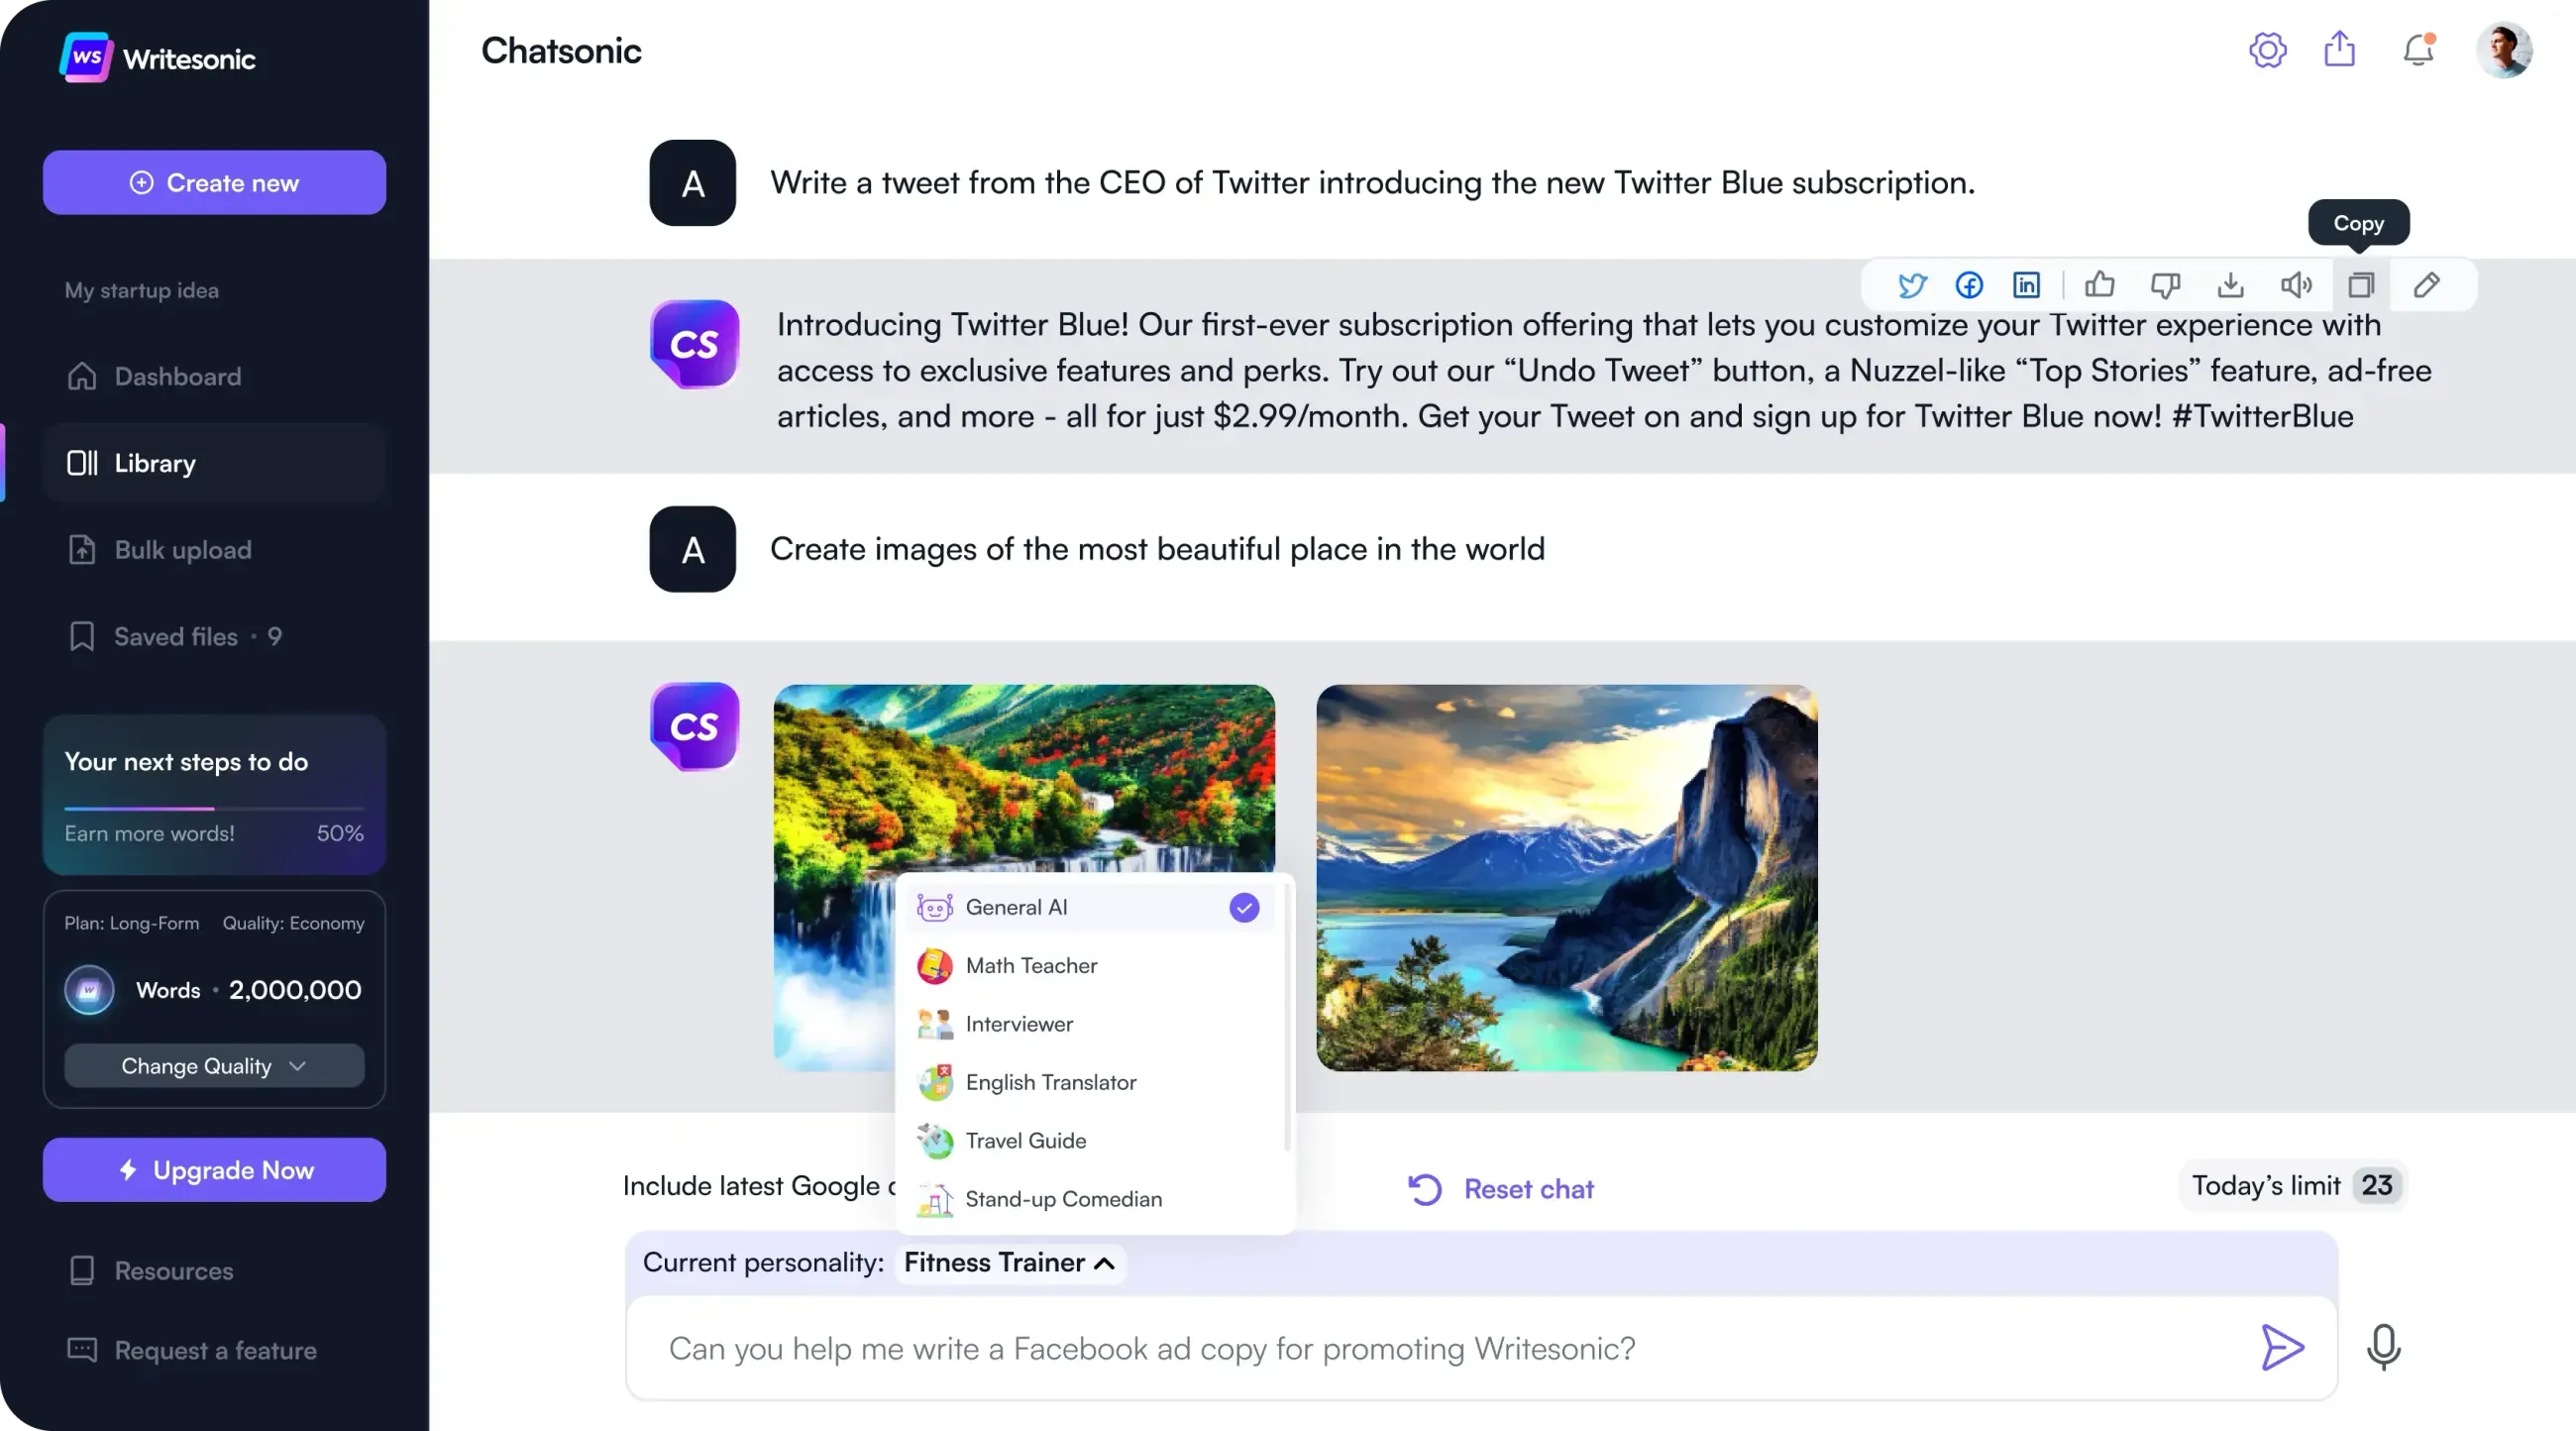 WS Writesonic
Create new
My startup idea
Dashboard
Library
Bulk upload
Saved files · 9
Your next steps to do
Earn more words! 50%
Plan: Long-Form Quality: Economy
W
Words · 2,000,000
Change Quality
Upgrade Now
Resources
Request a feature
Chatsonic
A
Write a tweet from the CEO of Twitter introducing the new Twitter Blue subscription.
Copy
in
CS
Introducing Twitter Blue! Our first-ever subscription offering that lets you customize your Twitter experience with
access to exclusive features and perks. Try out our “Undo Tweet” button, a Nuzzel-like “Top Stories” feature, ad-free
articles, and more - all for just $2.99/month. Get your Tweet on and sign up for Twitter Blue now! #TwitterBlue
A
Create images of the most beautiful place in the world
CS
General AI
Math Teacher
Interviewer
English Translator
Travel Guide
Stand-up Comedian
Include latest Google
Reset chat
Today’s limit 23
Current personality: Fitness Trainer
Can you help me write a Facebook ad copy for promoting Writesonic?